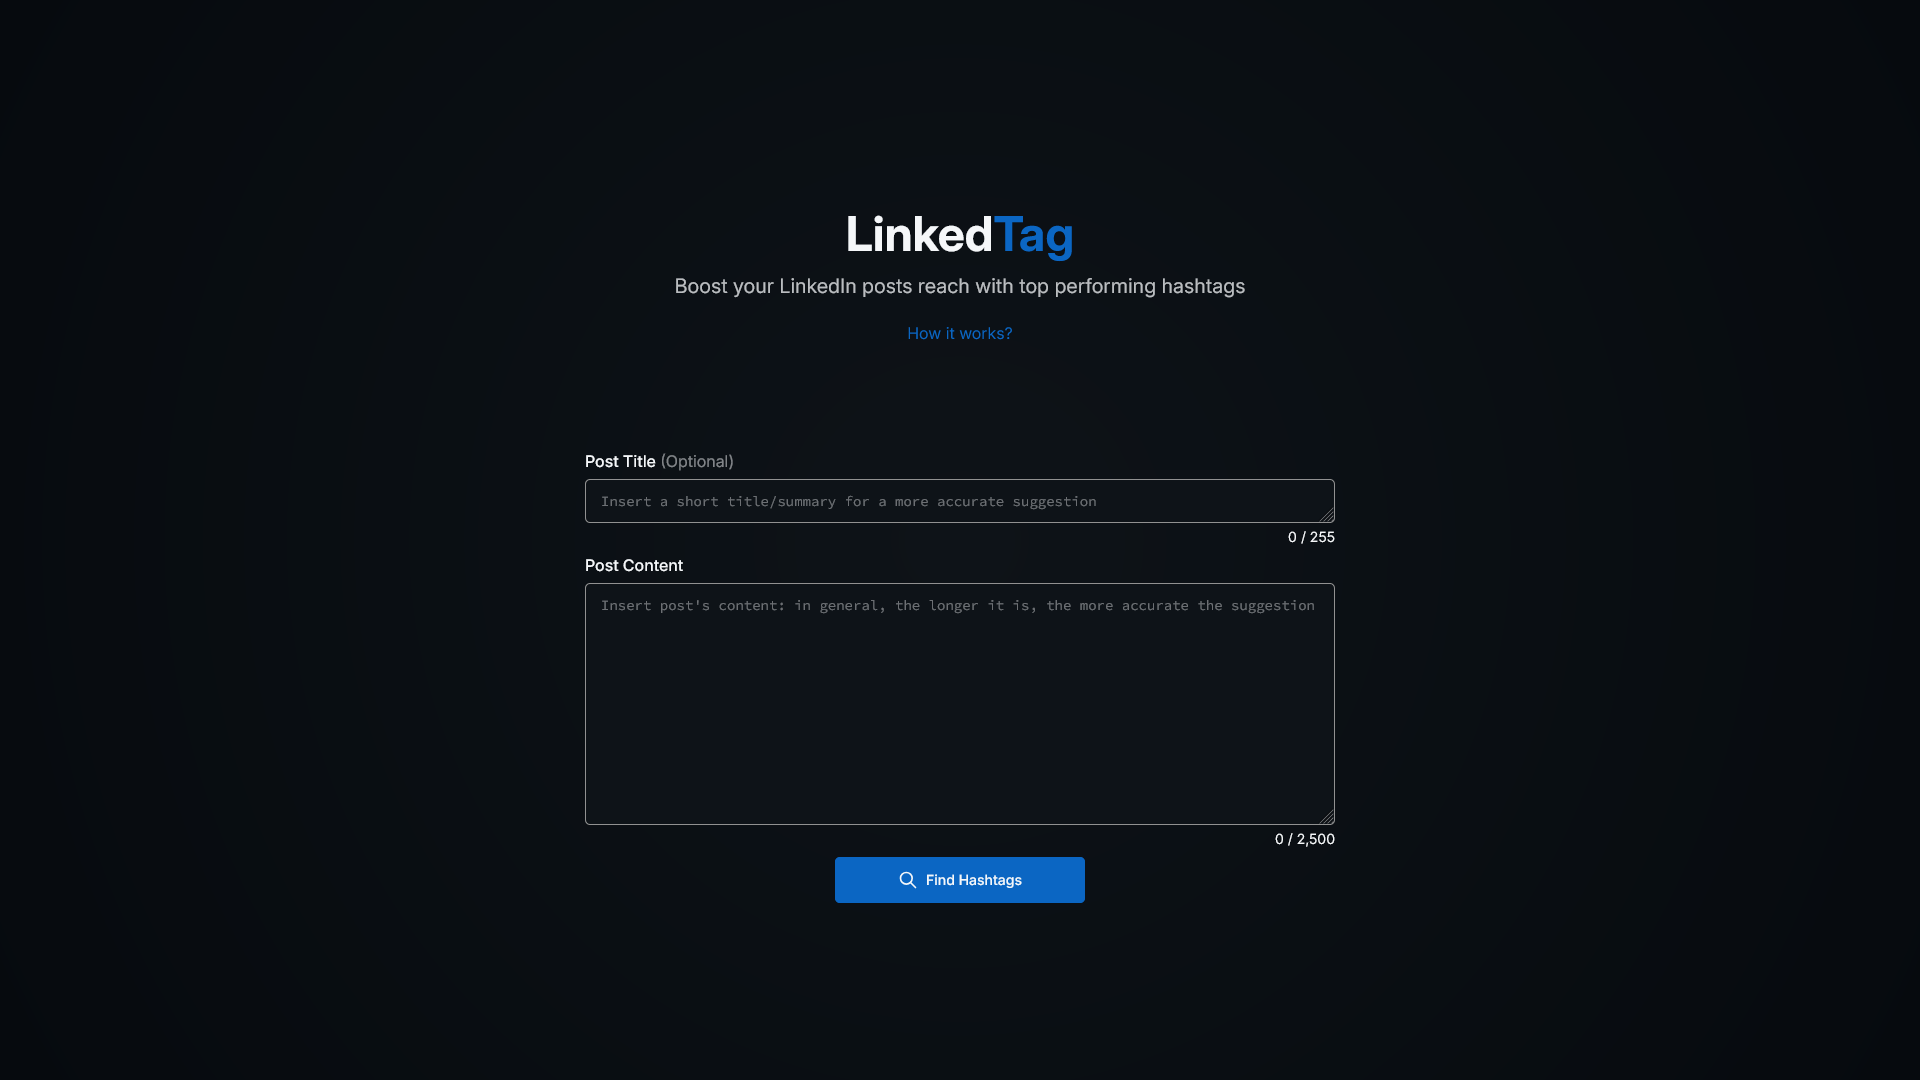 LinkedTag
Boost your LinkedIn posts reach with top performing hashtags
How it works?
Post Title (Optional)
Insert a short title/summary for a more accurate suggestion
0 / 255
Post Content
Insert post's content: in general, the longer it is, the more accurate the suggestion
0 / 2,500
Find Hashtags